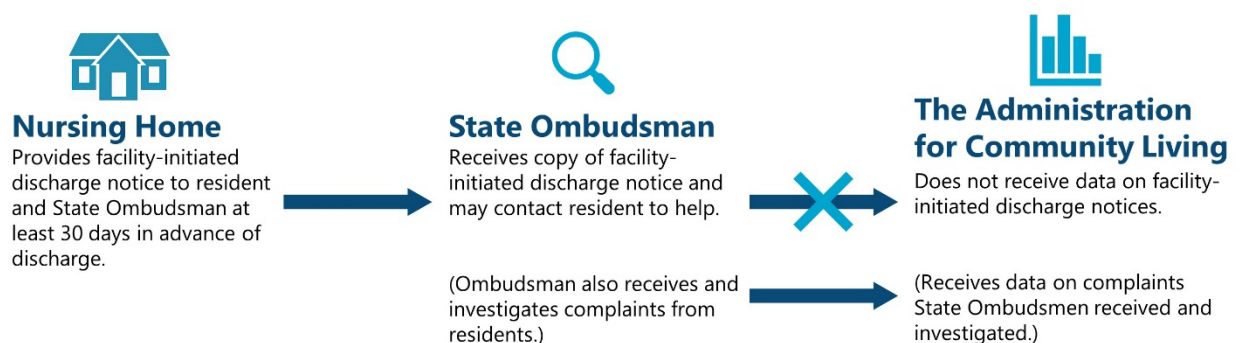 Nursing Home
Provides facility-initiated
discharge notice to resident
and State Ombudsman at
least 30 days in advance of
discharge.
State Ombudsman
Receives copy of facility-
initiated discharge notice and
may contact resident to help.
(Ombudsman also receives and
investigates complaints from
residents.)
The Administration
for Community Living
Does not receive data on facility-
initiated discharge notices.
(Receives data on complaints
State Ombudsmen received and
investigated.)